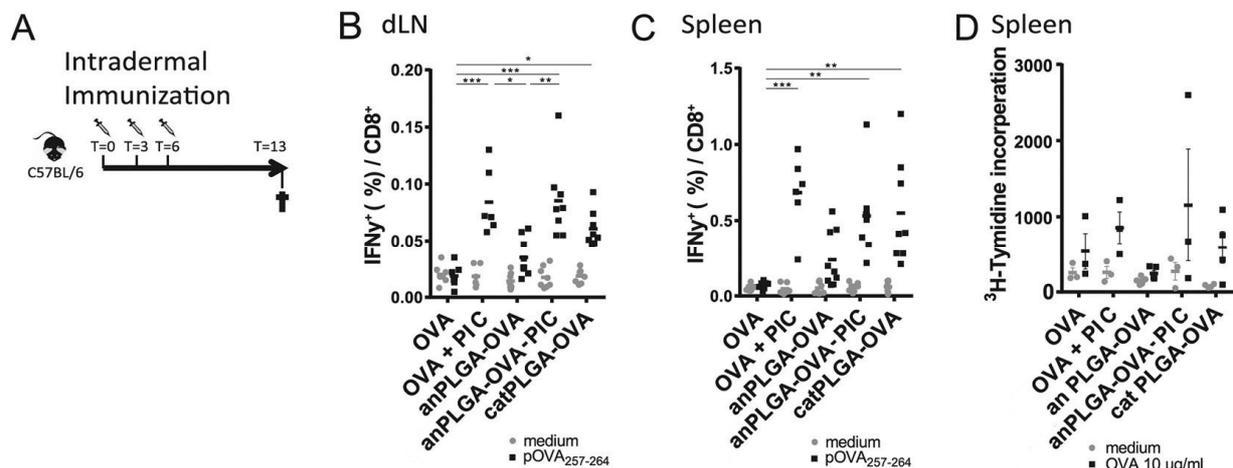 A
Intradermal
Immunization
T=0 T=3 T=6 T=13
C57BL/6
B dLN
IFNy⁺ ( %) / CD8⁺
0.20
0.15
0.10
0.05
0.00
*
***
*** * **
OVA
OVA + PI C
anPLGA-OVA
anPLGA-OVA-PIC
catPLGA-OVA
medium
pOVA₂₅₇₋₂₆₄
C Spleen
IFNy⁺ ( %) / CD8⁺
1.5
1.0
0.5
0.0
**
**
***
OVA
OVA + PI C
anPLGA-OVA
anPLGA-OVA-PIC
catPLGA-OVA
medium
pOVA₂₅₇₋₂₆₄
D Spleen
³H-Tymidine incorperation
3000
2000
1000
0
OVA
OVA + PI C
an PLGA-OVA
anPLGA-OVA-PIC
cat PLGA-OVA
medium
OVA 10 ug/ml